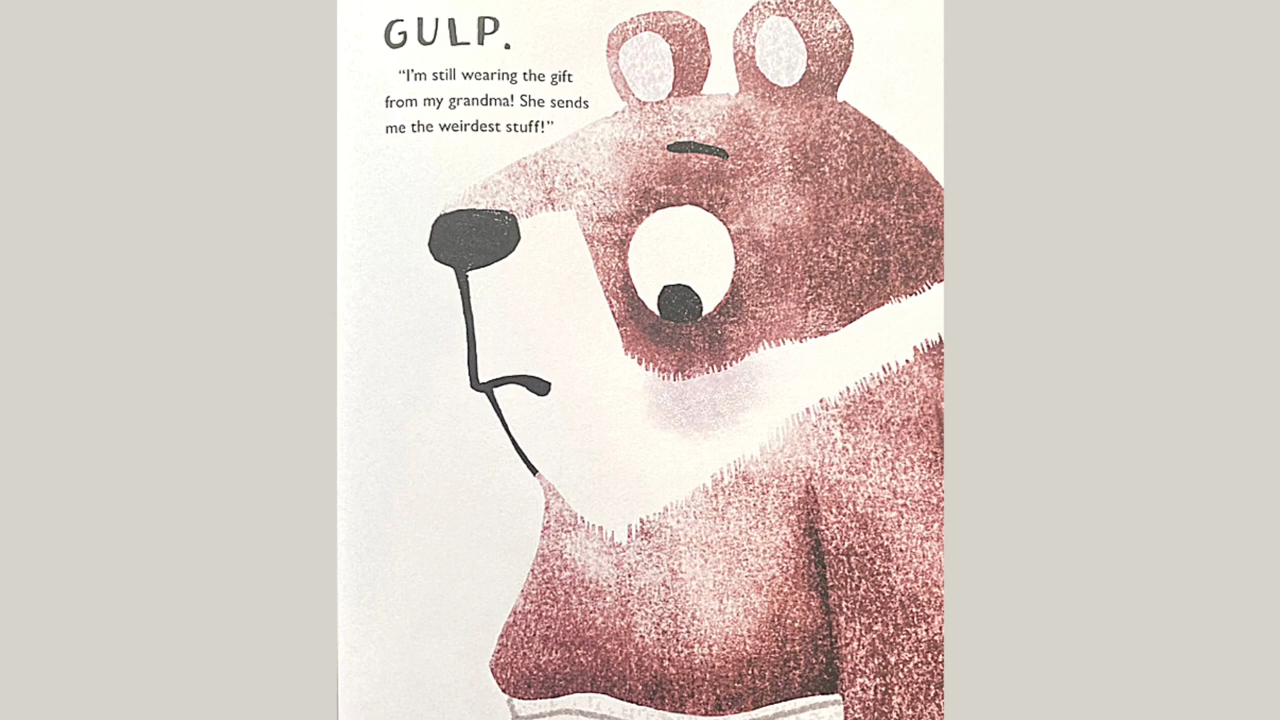 GULP.
“I’m still wearing the gift
from my grandma! She sends
me the weirdest stuff!”